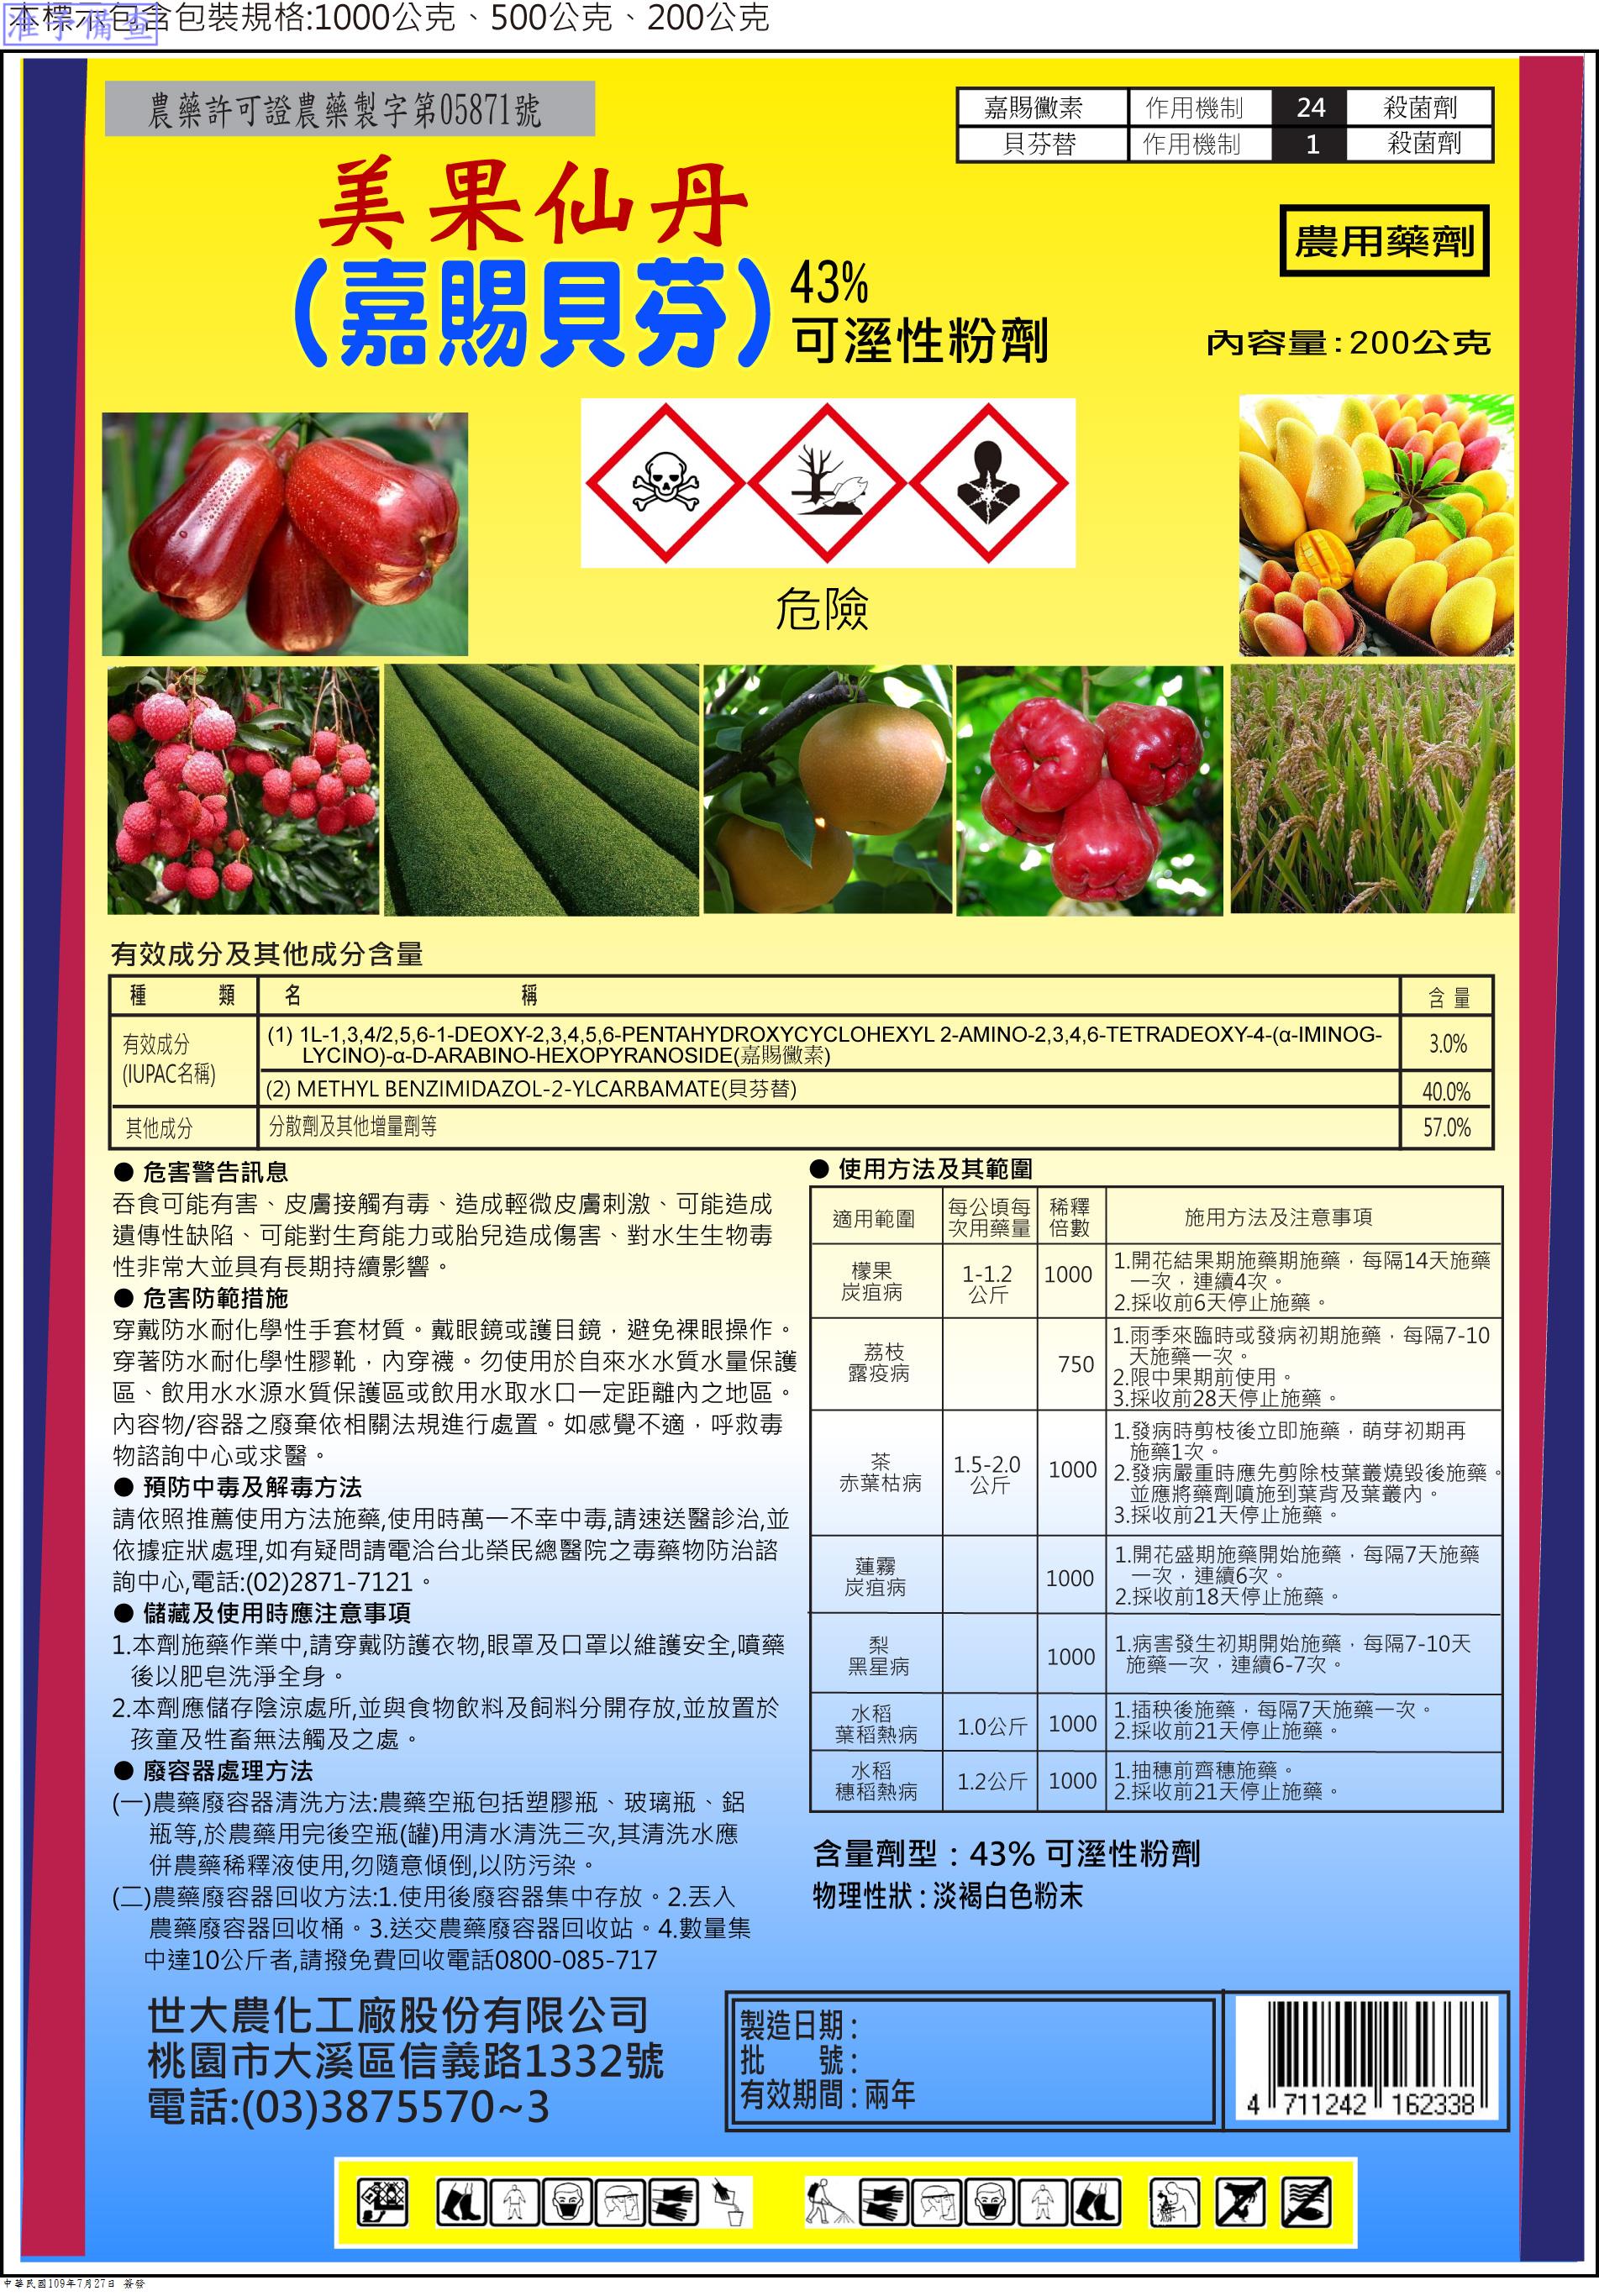 本標示包含包裝規格:1000公克、500公克、200公克
准予備查
農藥許可證農藥製字第05871號
嘉賜黴素 作用機制 24 殺菌劑
貝芬替 作用機制 1 殺菌劑
美果仙丹
(嘉賜貝芬) 43%
可溼性粉劑
農用藥劑
內容量:200公克
危險
有效成分及其他成分含量
種 類 名 稱 含量
有效成分
(IUPAC名稱)
(1) 1L-1,3,4/2,5,6-1-DEOXY-2,3,4,5,6-PENTAHYDROXYCYCLOHEXYL 2-AMINO-2,3,4,6-TETRADEOXY-4-(α-IMINOG-
LYCINO)-α-D-ARABINO-HEXOPYRANOSIDE(嘉賜黴素)
3.0%
(2) METHYL BENZIMIDAZOL-2-YLCARBAMATE(貝芬替) 40.0%
其他成分 分散劑及其他增量劑等 57.0%
● 危害警告訊息
吞食可能有害、皮膚接觸有毒、造成輕微皮膚刺激、可能造成
遺傳性缺陷、可能對生育能力或胎兒造成傷害、對水生生物毒
性非常大並具有長期持續影響。
● 危害防範措施
穿戴防水耐化學性手套材質。戴眼鏡或護目鏡，避免裸眼操作。
穿著防水耐化學性膠靴，內穿襪。勿使用於自來水水質水量保護
區、飲用水水源水質保護區或飲用水取水口一定距離內之地區。
內容物/容器之廢棄依相關法規進行處置。如感覺不適，呼救毒
物諮詢中心或求醫。
● 預防中毒及解毒方法
請依照推薦使用方法施藥,使用時萬一不幸中毒,請速送醫診治,並
依據症狀處理,如有疑問請電洽台北榮民總醫院之毒藥物防治諮
詢中心,電話:(02)2871-7121。
● 儲藏及使用時應注意事項
1.本劑施藥作業中,請穿戴防護衣物,眼罩及口罩以維護安全,噴藥
後以肥皂洗淨全身。
2.本劑應儲存陰涼處所,並與食物飲料及飼料分開存放,並放置於
孩童及牲畜無法觸及之處。
● 廢容器處理方法
(一)農藥廢容器清洗方法:農藥空瓶包括塑膠瓶、玻璃瓶、鋁
瓶等,於農藥用完後空瓶(罐)用清水清洗三次,其清洗水應
併農藥稀釋液使用,勿隨意傾倒,以防污染。
(二)農藥廢容器回收方法:1.使用後廢容器集中存放。2.丟入
農藥廢容器回收桶。3.送交農藥廢容器回收站。4.數量集
中達10公斤者,請撥免費回收電話0800-085-717
● 使用方法及其範圍
適用範圍 每公頃每
次用藥量 稀釋
倍數 施用方法及注意事項
檬果
炭疽病 1-1.2
公斤 1000
1.開花結果期施藥期施藥，每隔14天施藥
一次，連續4次。
2.採收前6天停止施藥。
荔枝
露疫病 750
1.雨季來臨時或發病初期施藥，每隔7-10
天施藥一次。
2.限中果期前使用。
3.採收前28天停止施藥。
茶
赤葉枯病 1.5-2.0
公斤 1000
1.發病時剪枝後立即施藥，萌芽初期再
施藥1次。
2.發病嚴重時應先剪除枝葉叢燒毀後施藥。
並應將藥劑噴施到葉背及葉叢內。
3.採收前21天停止施藥。
蓮霧
炭疽病 1000
1.開花盛期施藥開始施藥，每隔7天施藥
一次，連續6次。
2.採收前18天停止施藥。
梨
黑星病 1000
1.病害發生初期開始施藥，每隔7-10天
施藥一次，連續6-7次。
水稻
葉稻熱病 1.0公斤 1000
1.插秧後施藥，每隔7天施藥一次。
2.採收前21天停止施藥。
水稻
穗稻熱病 1.2公斤 1000
1.抽穗前齊穗施藥。
2.採收前21天停止施藥。
含量劑型：43% 可溼性粉劑
物理性狀:淡褐白色粉末
世大農化工廠股份有限公司
桃園市大溪區信義路1332號
電話:(03)3875570~3
製造日期:
批 號:
有效期間:兩年
4 711242 162338
中華民國109年7月27日 簽發